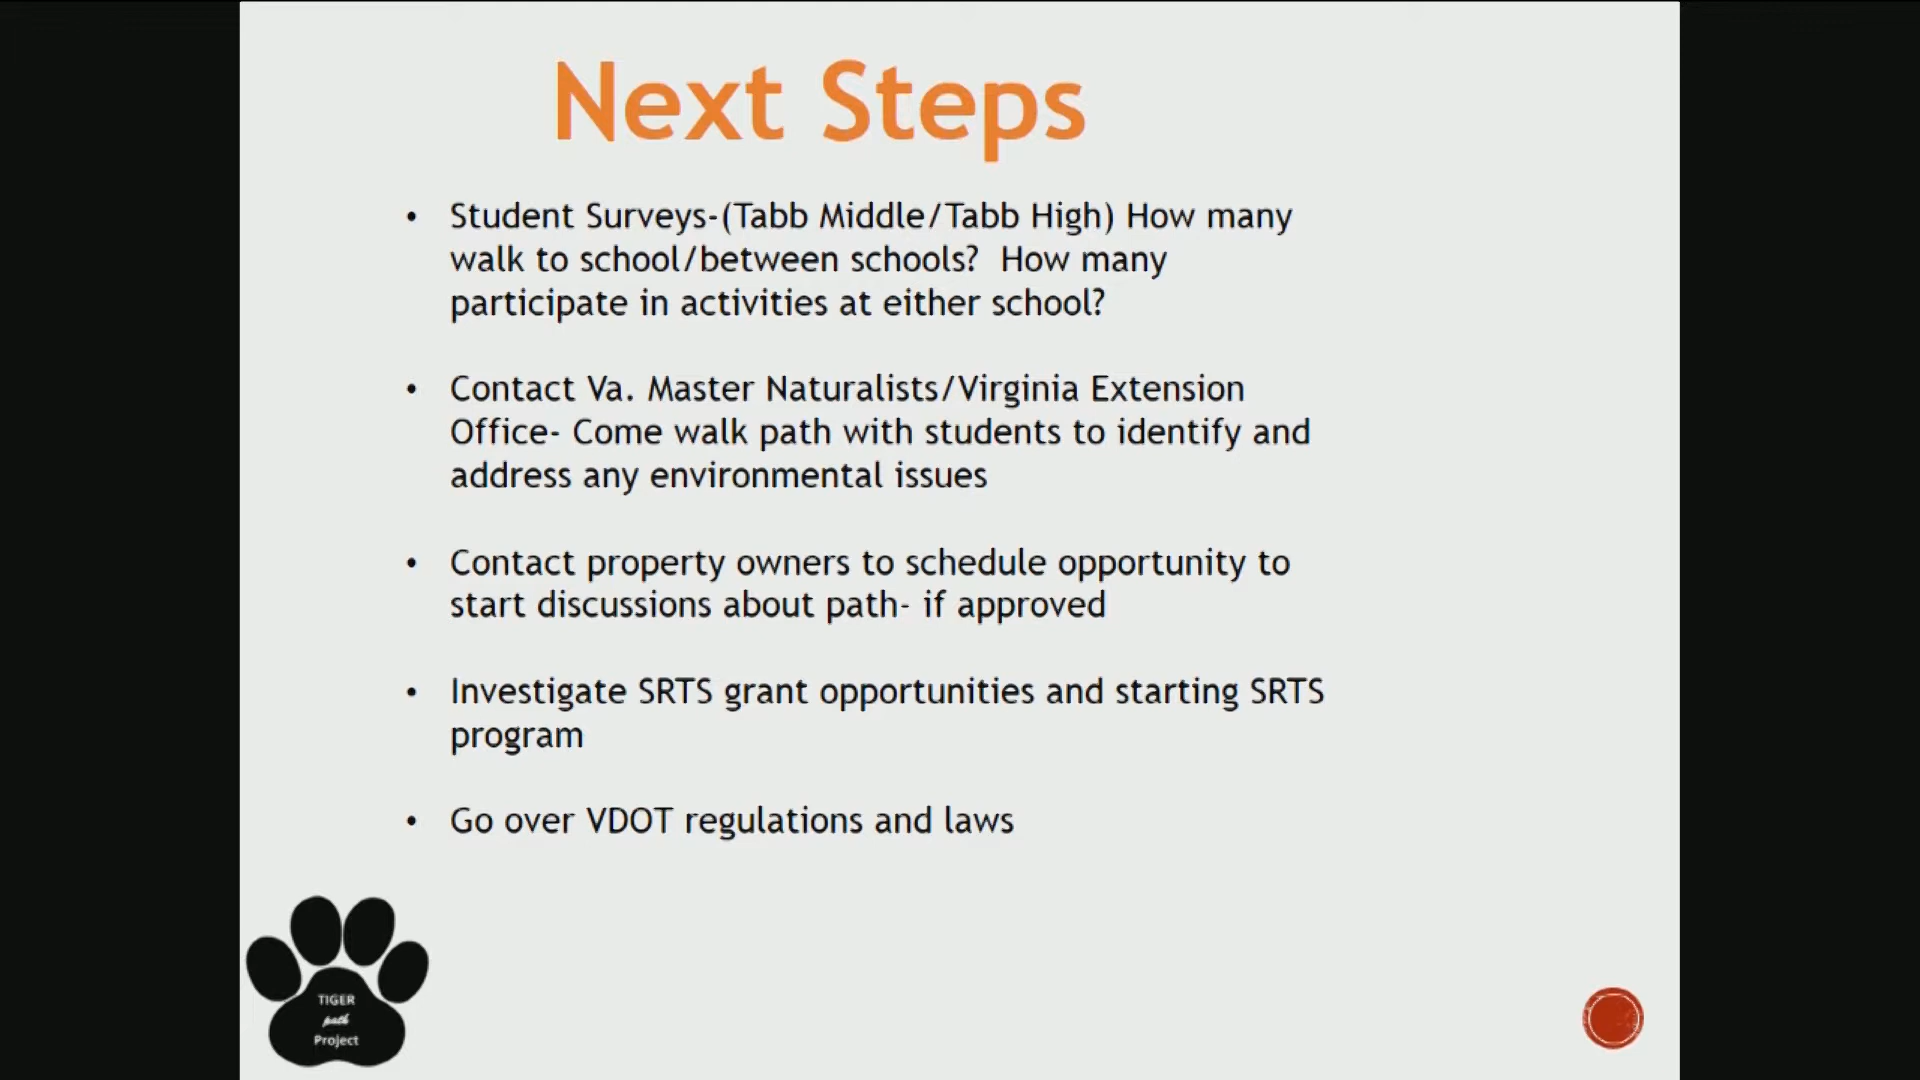 Next Steps
• Student Surveys-(Tabb Middle/Tabb High) How many
walk to school/between schools?  How many
participate in activities at either school?
• Contact Va. Master Naturalists/Virginia Extension
Office- Come walk path with students to identify and
address any environmental issues
• Contact property owners to schedule opportunity to
start discussions about path- if approved
• Investigate SRTS grant opportunities and starting SRTS
program
• Go over VDOT regulations and laws
TIGER
path
Project